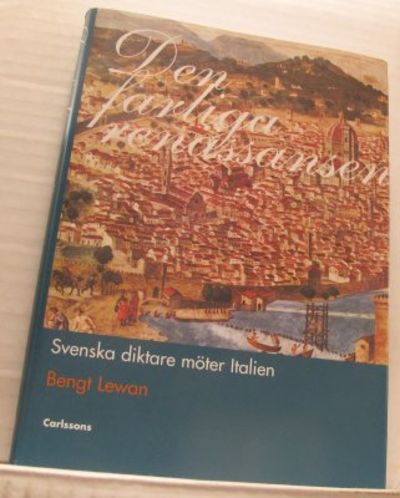 Den
farliga
renässansen
Svenska diktare möter Italien
Bengt Lewan
Carlssons